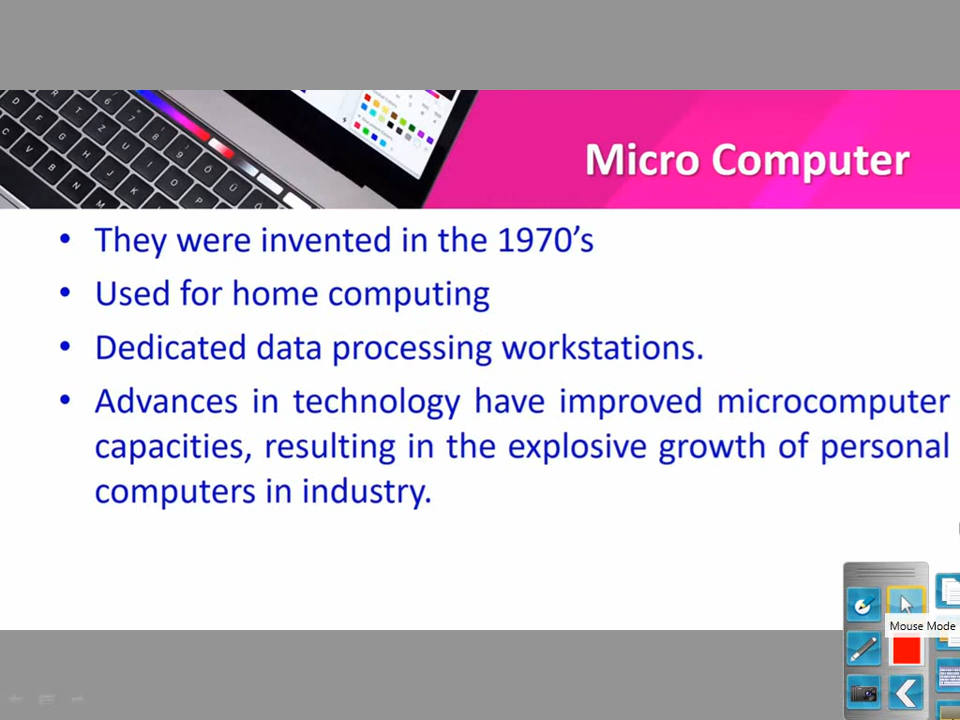 Micro Computer
• They were invented in the 1970’s
• Used for home computing
• Dedicated data processing workstations.
• Advances in technology have improved microcomputer
capacities, resulting in the explosive growth of personal
computers in industry.
Mouse Mode